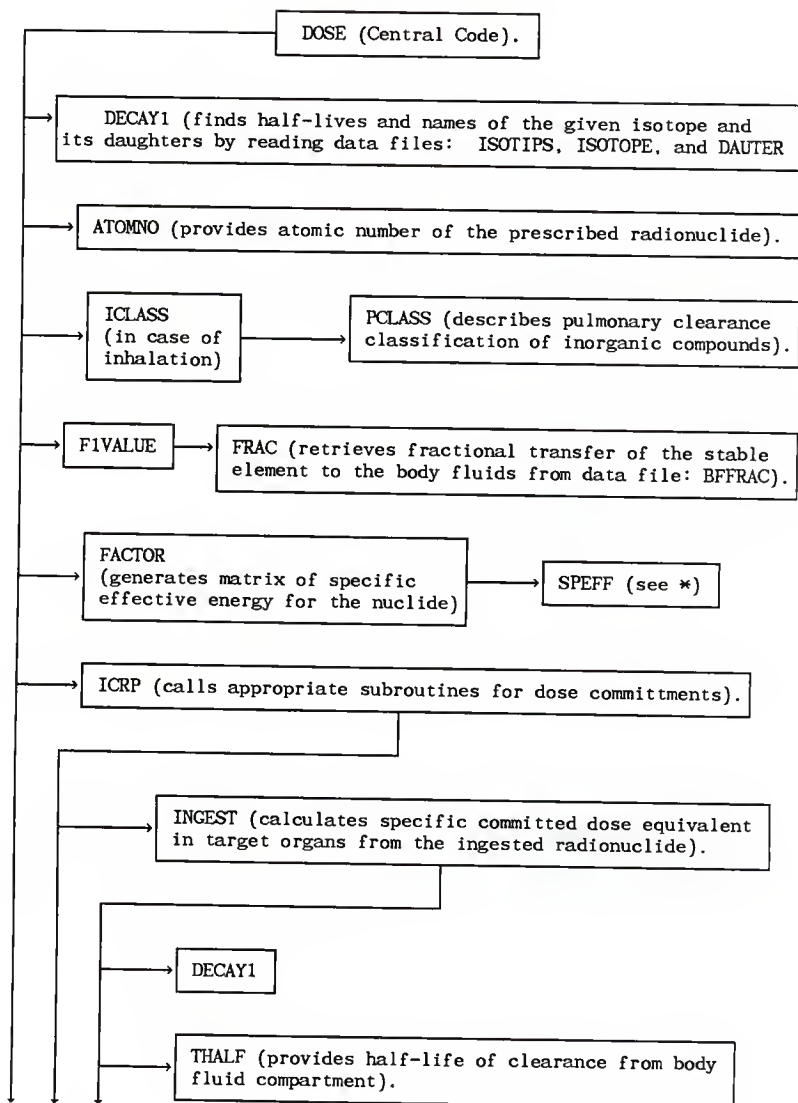 DOSE (Central Code).
DECAY1 (finds half-lives and names of the given isotope and
its daughters by reading data files: ISOTIPS, ISOTOPE, and DAUTER
ATOMNO (provides atomic number of the prescribed radionuclide).
ICLASS
(in case of
inhalation)
PCLASS (describes pulmonary clearance
classification of inorganic compounds).
F1VALUE
FRAC (retrieves fractional transfer of the stable
element to the body fluids from data file: BFFRAC).
FACTOR
(generates matrix of specific
effective energy for the nuclide)
SPEFF (see *)
ICRP (calls appropriate subroutines for dose committments).
INGEST (calculates specific committed dose equivalent
in target organs from the ingested radionuclide).
DECAY1
THALF (provides half-life of clearance from body
fluid compartment).